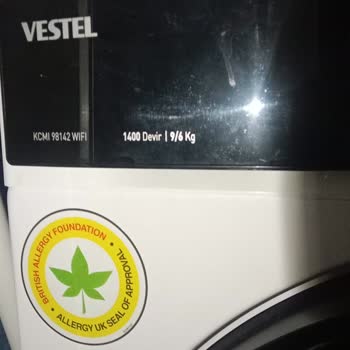 VESTEL
KCMI 98142 WIFI
1400 Devir | 9/6 Kg
BRITISH ALLERGY FOUNDATION •
ALLERGY UK SEAL OF APPROVAL •